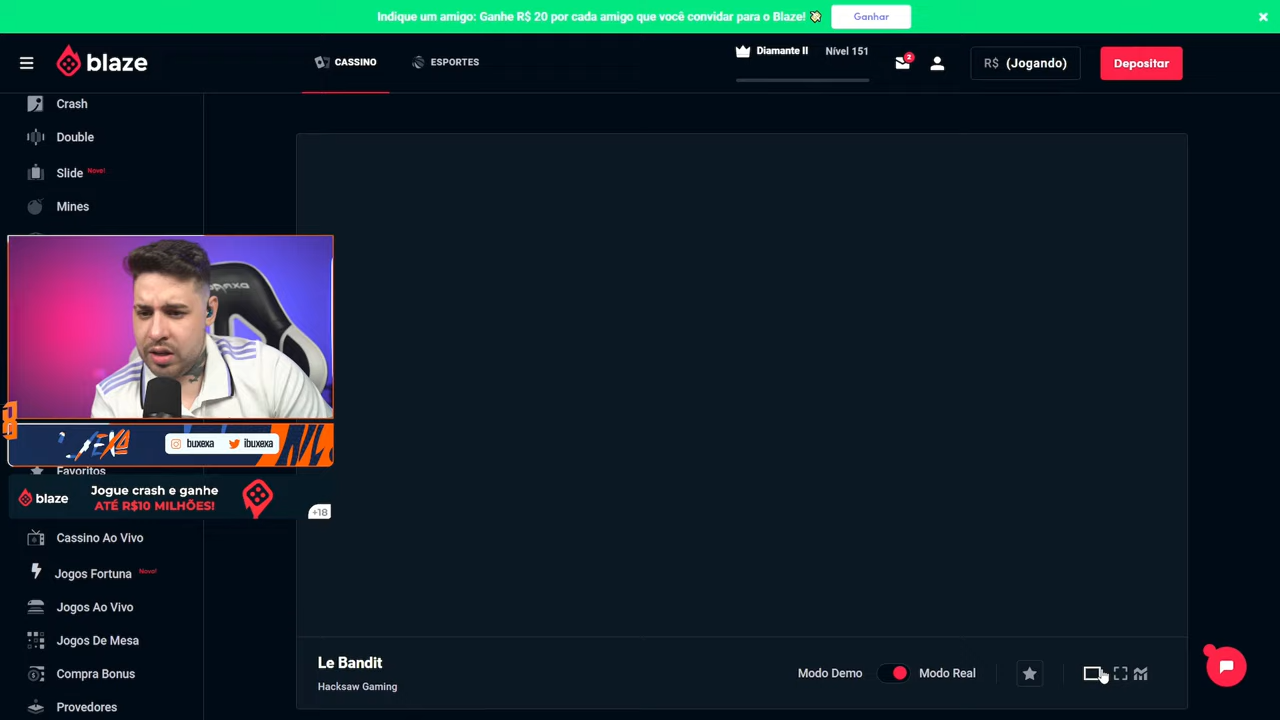 Indique um amigo: Ganhe R$ 20 por cada amigo que você convidar para o Blaze!
Ganhar
blaze
CASSINO
ESPORTES
Diamante II
Nível 151
2
R$ (Jogando)
Depositar
Crash
Double
Slide Novo!
Mines
buxexa
ibuxexa
Favoritos
blaze
Jogue crash e ganhe
ATÉ R$10 MILHÕES!
+18
Cassino Ao Vivo
Jogos Fortuna Novo!
Jogos Ao Vivo
Jogos De Mesa
Compra Bonus
Provedores
Le Bandit
Hacksaw Gaming
Modo Demo
Modo Real